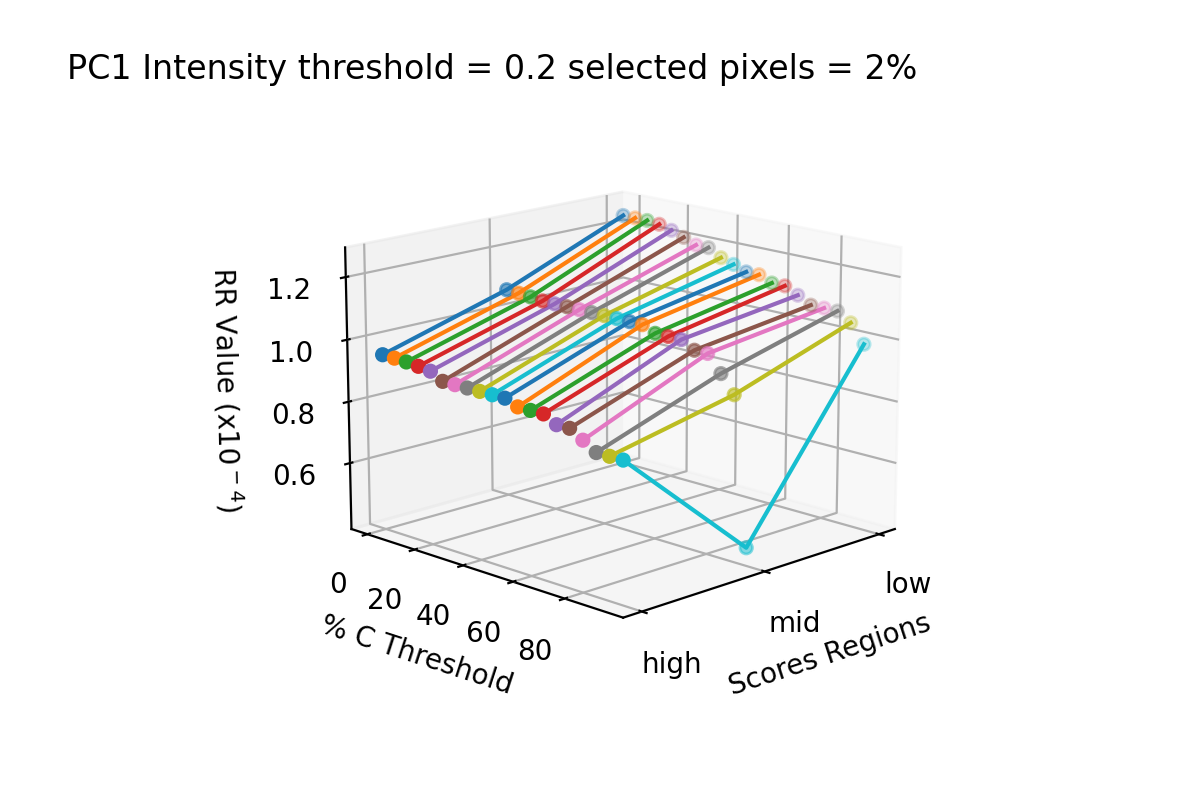 PC1 Intensity threshold = 0.2 selected pixels = 2%
RR Value (x10⁻⁴)
1.2
1.0
0.8
0.6
0
20
40
60
80
% C Threshold
high
mid
low
Scores Regions